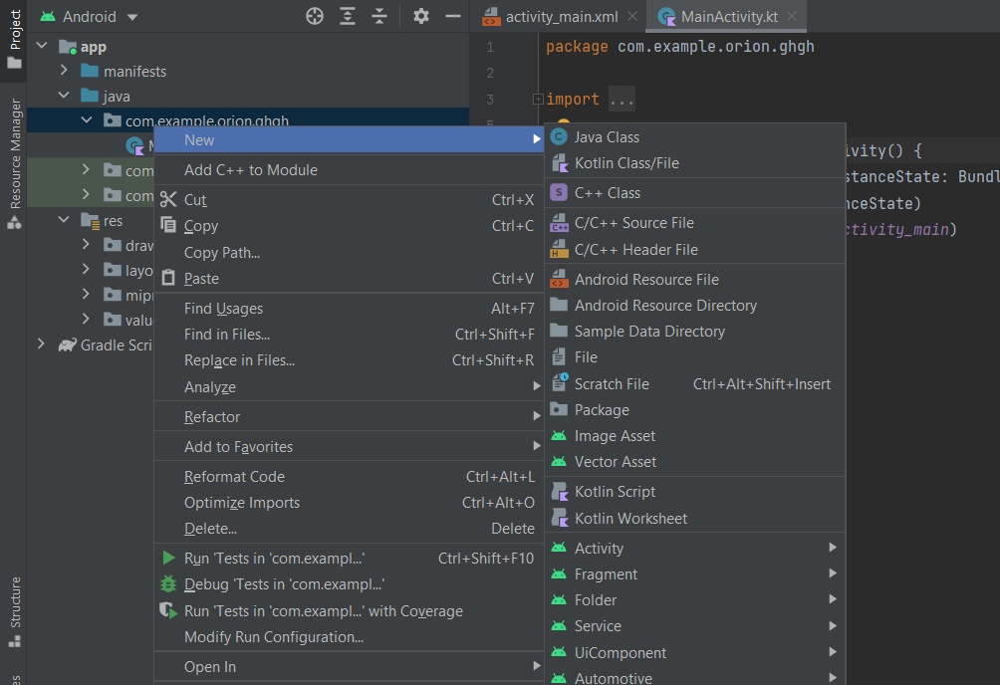 Project
Resource Manager
Structure
Android
app
manifests
java
com.example.orion.ghgh
com
com
res
draw
layo
mipr
valu
Gradle Scri
activity_main.xml
MainActivity.kt
1
package com.example.orion.ghgh
2
3
import ...
5
ivity() {
stanceState: Bundl
nceState)
ctivity_main)
New
Add C++ to Module
Cut Ctrl+X
Copy Ctrl+C
Copy Path...
Paste Ctrl+V
Find Usages Alt+F7
Find in Files... Ctrl+Shift+F
Replace in Files... Ctrl+Shift+R
Analyze
Refactor
Add to Favorites
Reformat Code Ctrl+Alt+L
Optimize Imports Ctrl+Alt+O
Delete... Delete
Run 'Tests in 'com.exampl...' Ctrl+Shift+F10
Debug 'Tests in 'com.exampl...'
Run 'Tests in 'com.exampl...' with Coverage
Modify Run Configuration...
Open In
Java Class
Kotlin Class/File
C++ Class
C/C++ Source File
C/C++ Header File
Android Resource File
Android Resource Directory
Sample Data Directory
File
Scratch File Ctrl+Alt+Shift+Insert
Package
Image Asset
Vector Asset
Kotlin Script
Kotlin Worksheet
Activity
Fragment
Folder
Service
UiComponent
Automotive